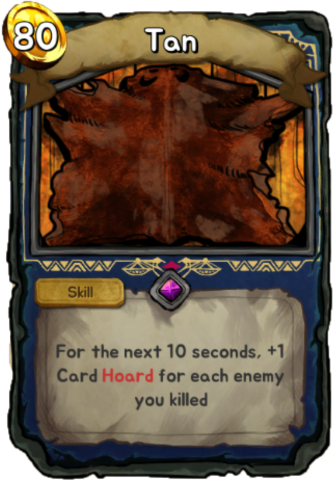 80
Tan
Skill
For the next 10 seconds, +1
Card Hoard for each enemy
you killed